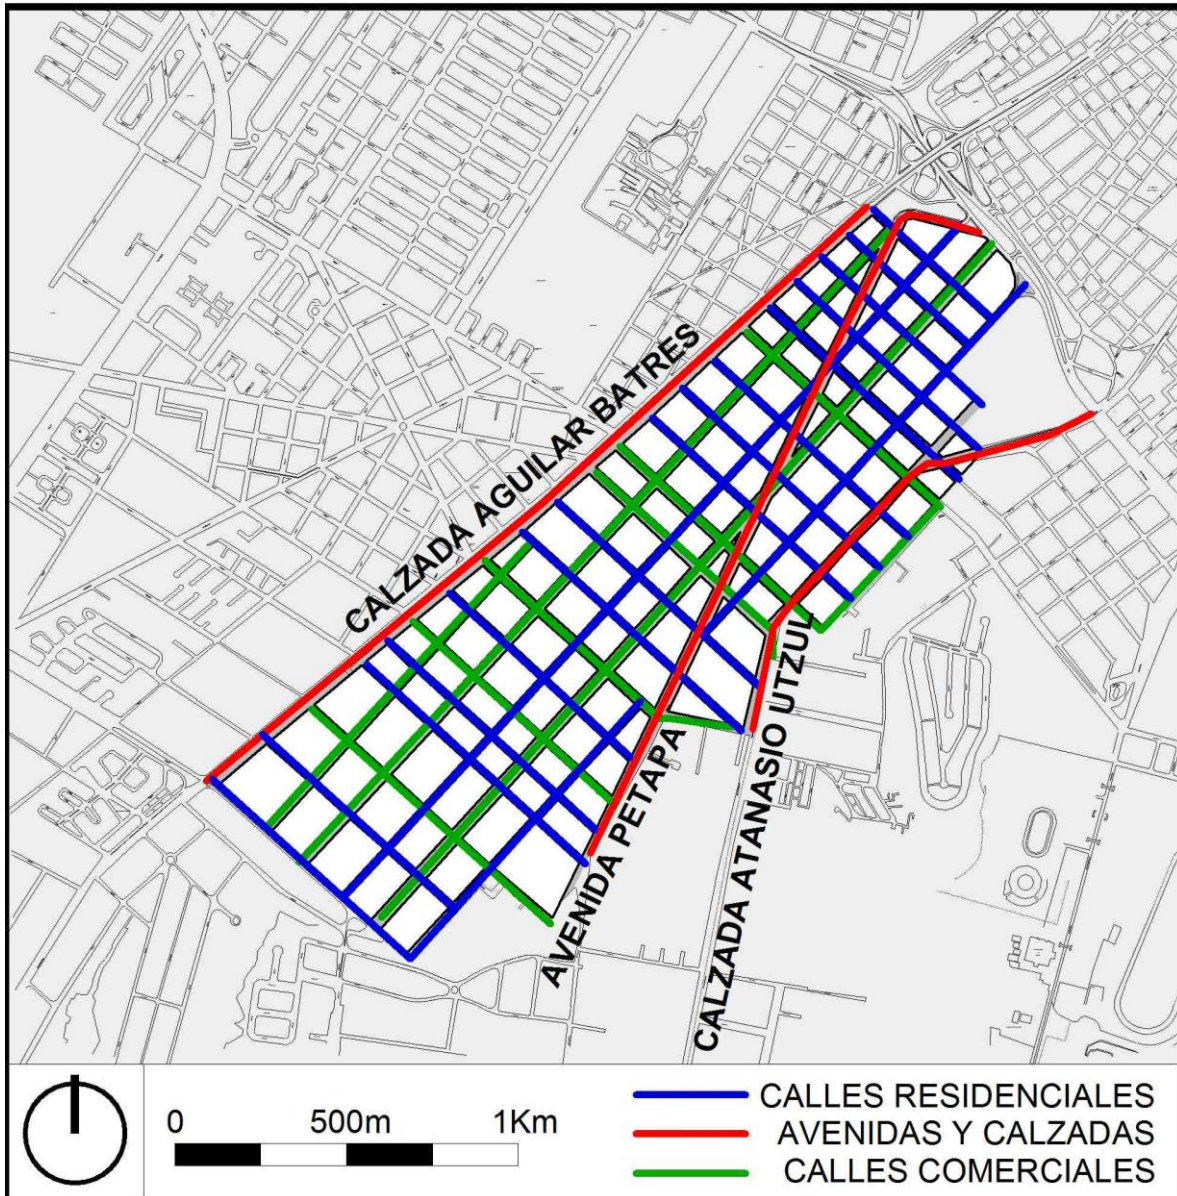 CALZADA AGUILAR BATRES
AVENIDA PETAPA
CALZADA ATANASIO UTZUL
0 500m 1Km
CALLES RESIDENCIALES
AVENIDAS Y CALZADAS
CALLES COMERCIALES